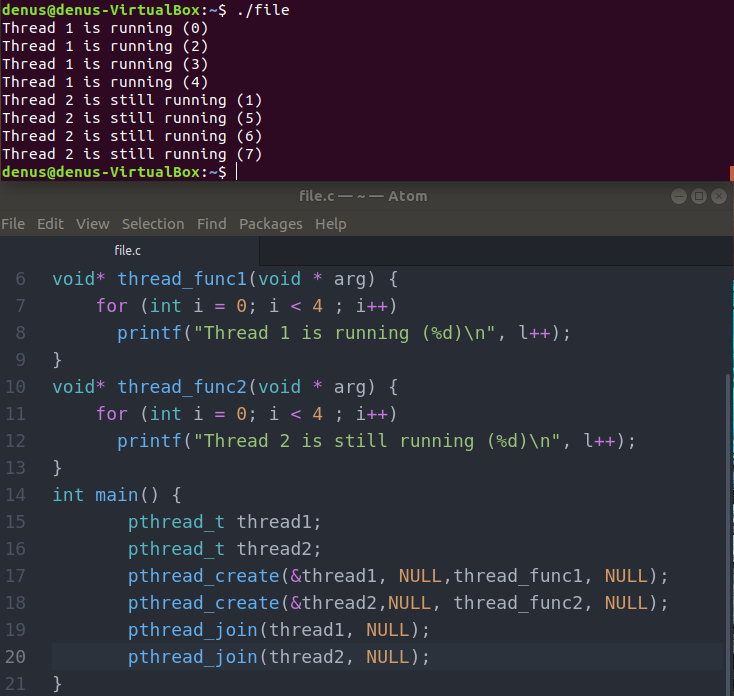 denus@denus-VirtualBox:~$ ./file
Thread 1 is running (0)
Thread 1 is running (2)
Thread 1 is running (3)
Thread 1 is running (4)
Thread 2 is still running (1)
Thread 2 is still running (5)
Thread 2 is still running (6)
Thread 2 is still running (7)
denus@denus-VirtualBox:~$
file.c — ~ — Atom
File Edit View Selection Find Packages Help
file.c
6 void* thread_func1(void * arg) {
7 for (int i = 0; i < 4 ; i++)
8 printf("Thread 1 is running (%d)\n", l++);
9 }
10 void* thread_func2(void * arg) {
11 for (int i = 0; i < 4 ; i++)
12 printf("Thread 2 is still running (%d)\n", l++);
13 }
14 int main() {
15 pthread_t thread1;
16 pthread_t thread2;
17 pthread_create(&thread1, NULL,thread_func1, NULL);
18 pthread_create(&thread2,NULL, thread_func2, NULL);
19 pthread_join(thread1, NULL);
20 pthread_join(thread2, NULL);
21 }